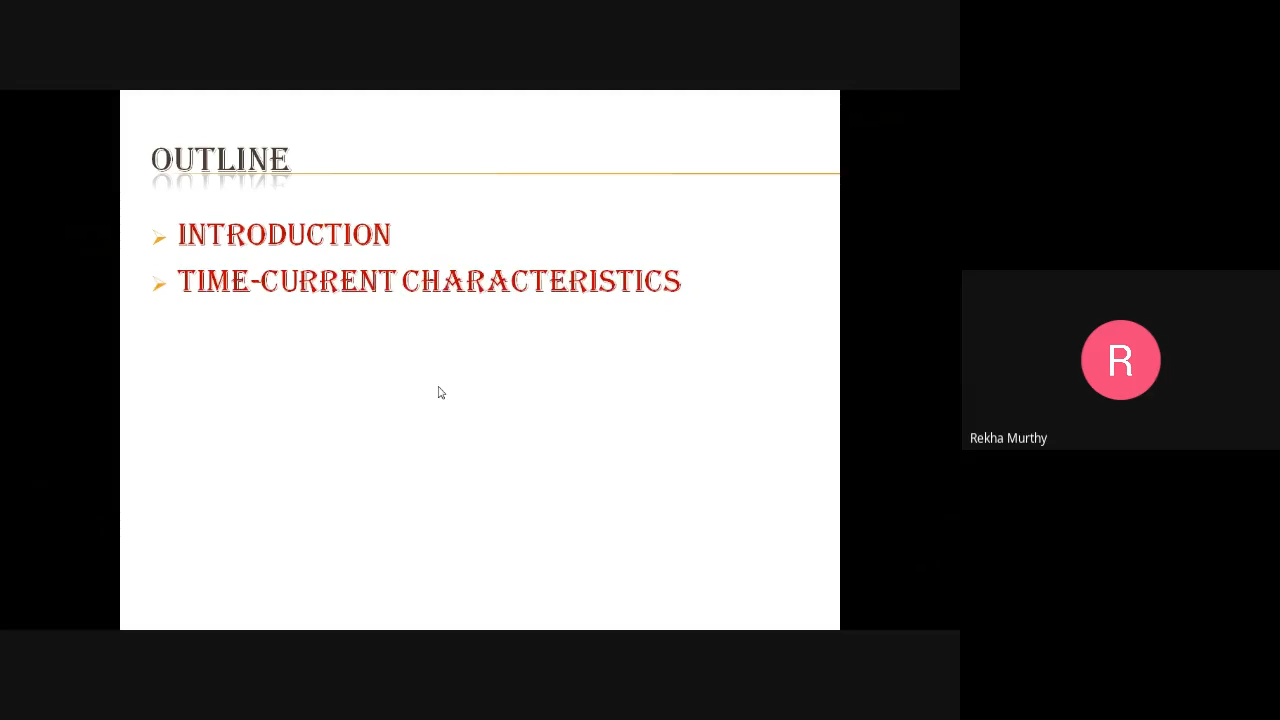 OUTLINE
INTRODUCTION
TIME-CURRENT CHARACTERISTICS
R
Rekha Murthy